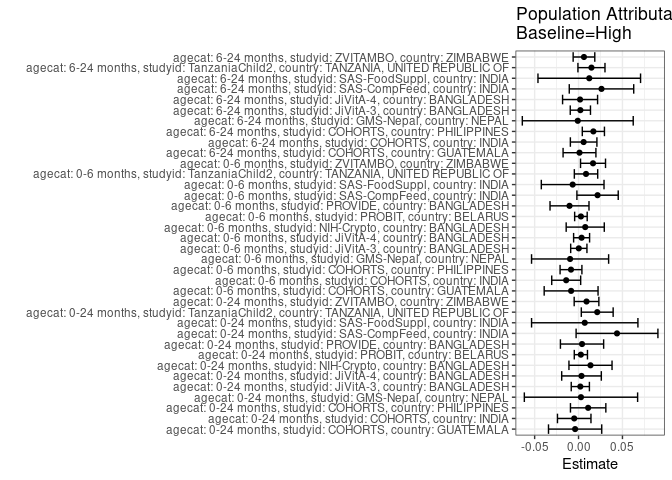 Population Attributa
Baseline=High
agecat: 6-24 months, studyid: ZVITAMBO, country: ZIMBABWE
agecat: 6-24 months, studyid: TanzaniaChild2, country: TANZANIA, UNITED REPUBLIC OF
agecat: 6-24 months, studyid: SAS-FoodSuppl, country: INDIA
agecat: 6-24 months, studyid: SAS-CompFeed, country: INDIA
agecat: 6-24 months, studyid: JiVitA-4, country: BANGLADESH
agecat: 6-24 months, studyid: JiVitA-3, country: BANGLADESH
agecat: 6-24 months, studyid: GMS-Nepal, country: NEPAL
agecat: 6-24 months, studyid: COHORTS, country: PHILIPPINES
agecat: 6-24 months, studyid: COHORTS, country: INDIA
agecat: 6-24 months, studyid: COHORTS, country: GUATEMALA
agecat: 0-6 months, studyid: ZVITAMBO, country: ZIMBABWE
agecat: 0-6 months, studyid: TanzaniaChild2, country: TANZANIA, UNITED REPUBLIC OF
agecat: 0-6 months, studyid: SAS-FoodSuppl, country: INDIA
agecat: 0-6 months, studyid: SAS-CompFeed, country: INDIA
agecat: 0-6 months, studyid: PROVIDE, country: BANGLADESH
agecat: 0-6 months, studyid: PROBIT, country: BELARUS
agecat: 0-6 months, studyid: NIH-Crypto, country: BANGLADESH
agecat: 0-6 months, studyid: JiVitA-4, country: BANGLADESH
agecat: 0-6 months, studyid: JiVitA-3, country: BANGLADESH
agecat: 0-6 months, studyid: GMS-Nepal, country: NEPAL
agecat: 0-6 months, studyid: COHORTS, country: PHILIPPINES
agecat: 0-6 months, studyid: COHORTS, country: INDIA
agecat: 0-6 months, studyid: COHORTS, country: GUATEMALA
agecat: 0-24 months, studyid: ZVITAMBO, country: ZIMBABWE
agecat: 0-24 months, studyid: TanzaniaChild2, country: TANZANIA, UNITED REPUBLIC OF
agecat: 0-24 months, studyid: SAS-FoodSuppl, country: INDIA
agecat: 0-24 months, studyid: SAS-CompFeed, country: INDIA
agecat: 0-24 months, studyid: PROVIDE, country: BANGLADESH
agecat: 0-24 months, studyid: PROBIT, country: BELARUS
agecat: 0-24 months, studyid: NIH-Crypto, country: BANGLADESH
agecat: 0-24 months, studyid: JiVitA-4, country: BANGLADESH
agecat: 0-24 months, studyid: JiVitA-3, country: BANGLADESH
agecat: 0-24 months, studyid: GMS-Nepal, country: NEPAL
agecat: 0-24 months, studyid: COHORTS, country: PHILIPPINES
agecat: 0-24 months, studyid: COHORTS, country: INDIA
agecat: 0-24 months, studyid: COHORTS, country: GUATEMALA
-0.05 0.00 0.05
Estimate